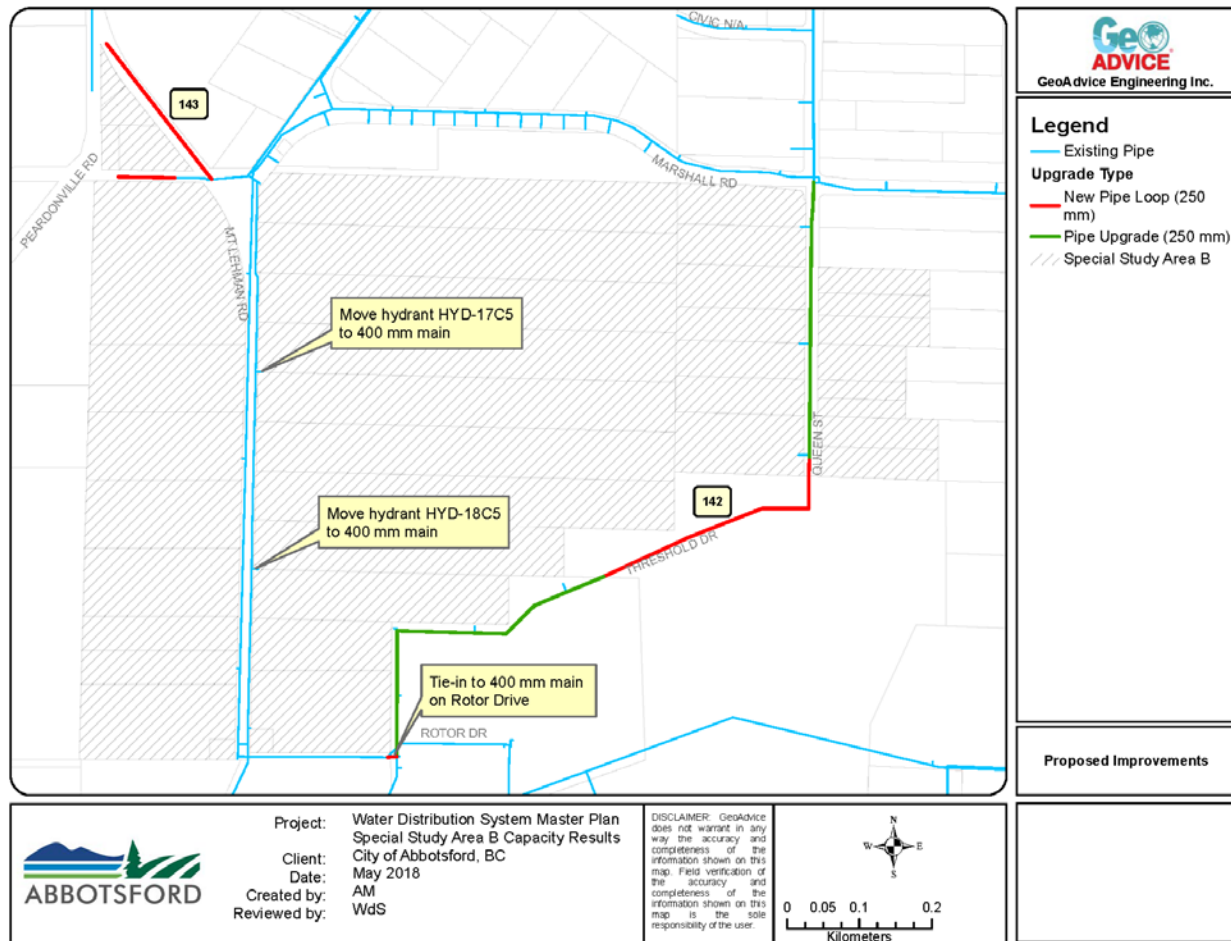 CIVIC N/A
143
PEARDONVILLE RD
MARSHALL RD
MT LEHMAN RD
Move hydrant HYD-17C5
to 400 mm main
QUEEN ST
142
Move hydrant HYD-18C5
to 400 mm main
THRESHOLD DR
Tie-in to 400 mm main
on Rotor Drive
ROTOR DR
Geo
ADVICE
GeoAdvice Engineering Inc.
Legend
Existing Pipe
Upgrade Type
New Pipe Loop (250
mm)
Pipe Upgrade (250 mm)
Special Study Area B
Proposed Improvements
ABBOTSFORD
Project: Water Distribution System Master Plan
Special Study Area B Capacity Results
Client: City of Abbotsford, BC
Date: May 2018
Created by: AM
Reviewed by: WdS
DISCLAIMER: GeoAdvice
does not warrant in any
way the accuracy and
completeness of the
information shown on this
map. Field verification of
the accuracy and
completeness of the
information shown on this
map is the sole
responsibility of the user.
N
W E
S
0 0.05 0.1 0.2
Kilometers